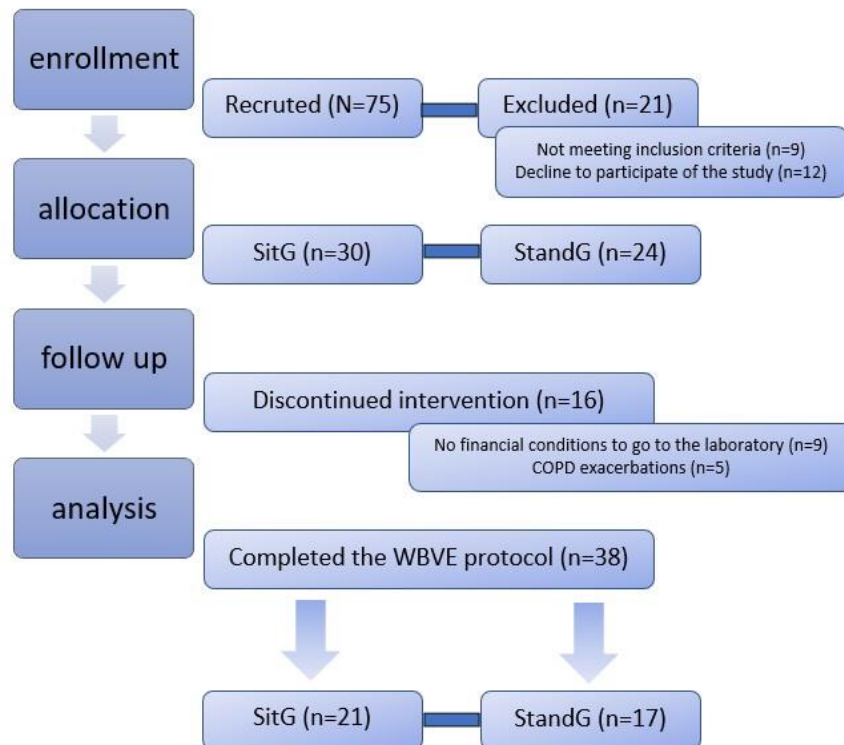 enrollment
Recruted (N=75)
Excluded (n=21)
Not meeting inclusion criteria (n=9)
Decline to participate of the study (n=12)
allocation
SitG (n=30)
StandG (n=24)
follow up
Discontinued intervention (n=16)
No financial conditions to go to the laboratory (n=9)
COPD exacerbations (n=5)
analysis
Completed the WBVE protocol (n=38)
SitG (n=21)
StandG (n=17)